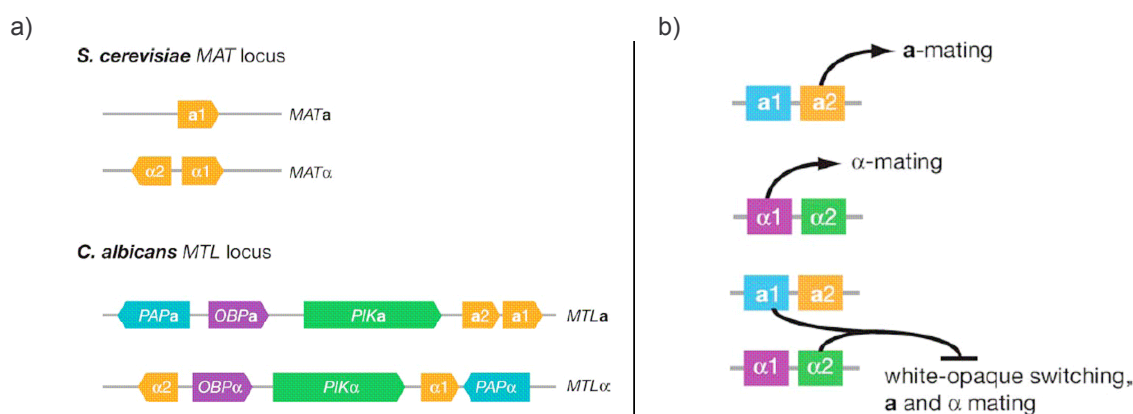 a)
S. cerevisiae MAT locus
a1 MATa
α2 α1 MATα
C. albicans MTL locus
PAPa OBPa PIKa a2 a1 MTLa
α2 OBPα PIKα α1 PAPα MTLα
b)
a-mating
a1 a2
α-mating
α1 α2
a1 a2
α1 α2
white-opaque switching,
a and α mating